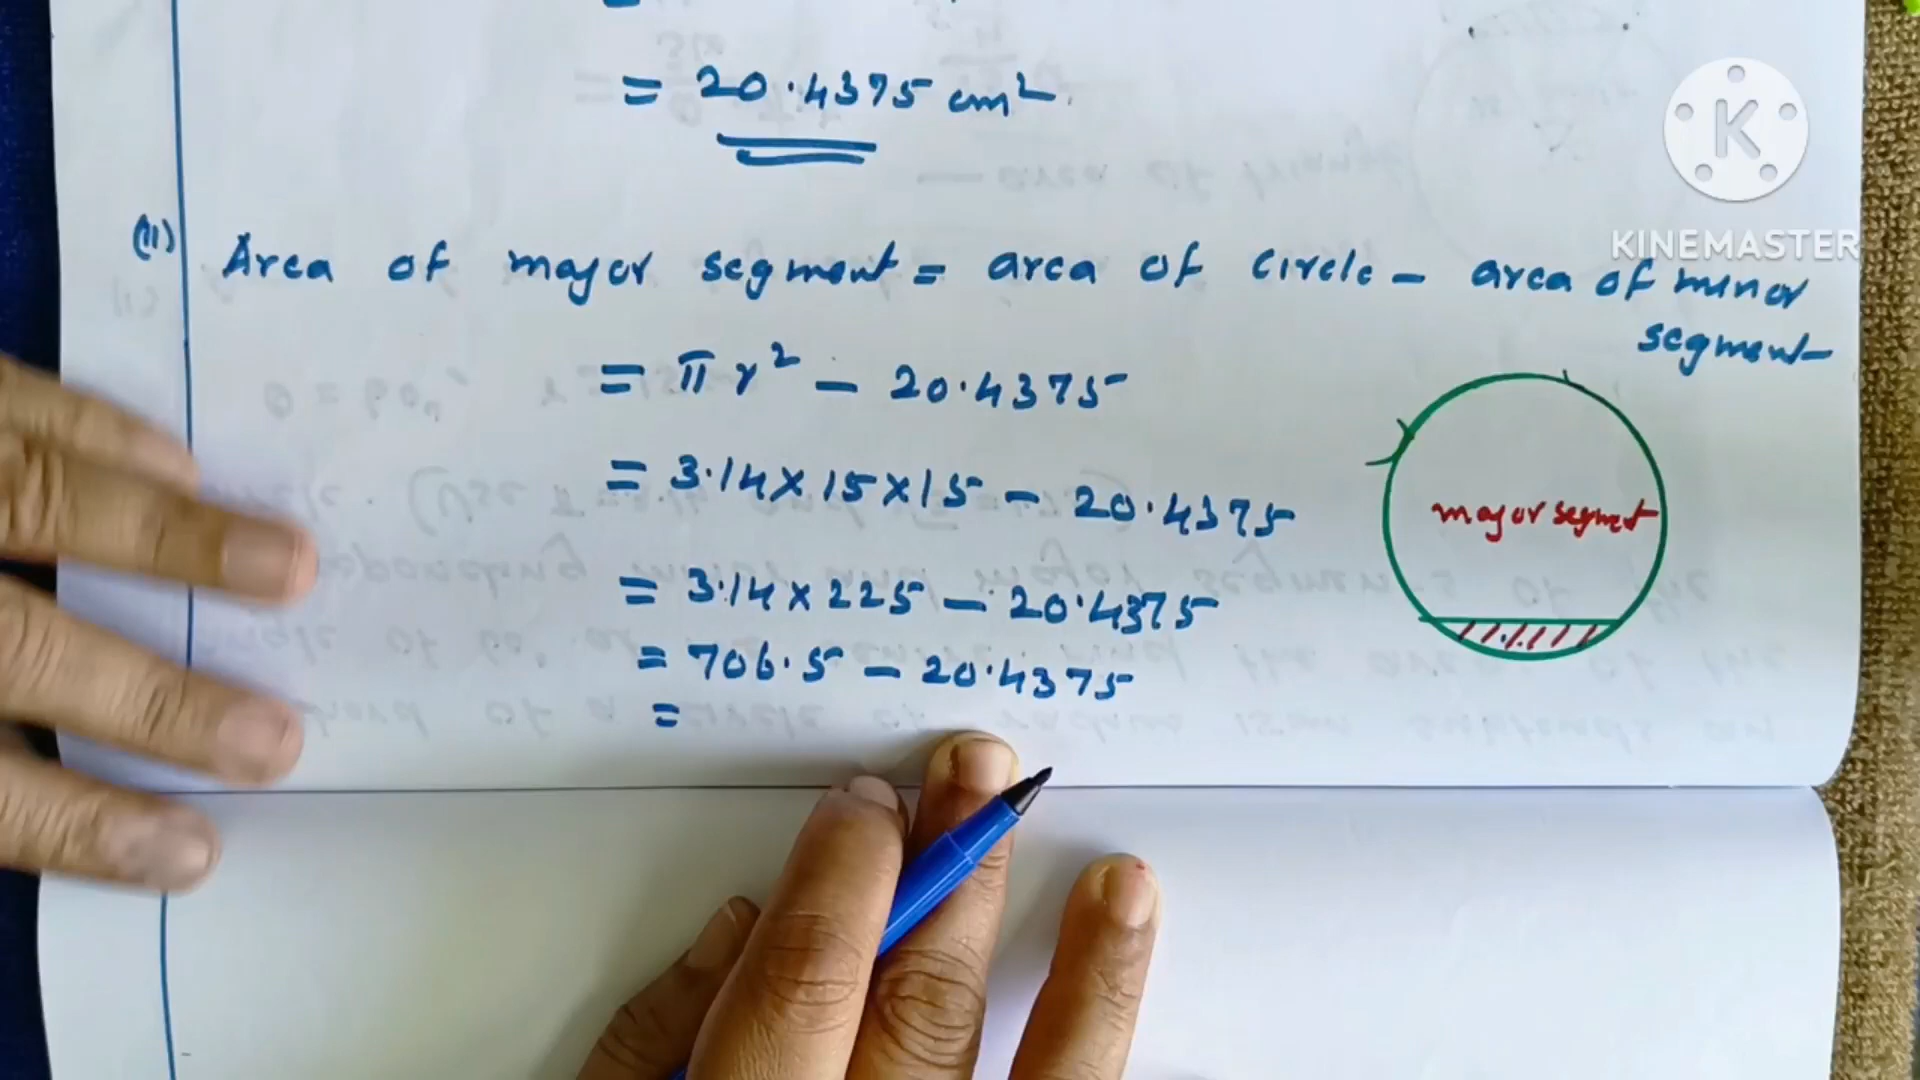 = 20.4375 cm²
(ii) Area of major segment = area of circle - area of minor
segment
= πr² - 20.4375
= 3.14 × 15 × 15 - 20.4375
= 3.14 × 225 - 20.4375
= 706.5 - 20.4375
=
major segment
K
KINEMASTER